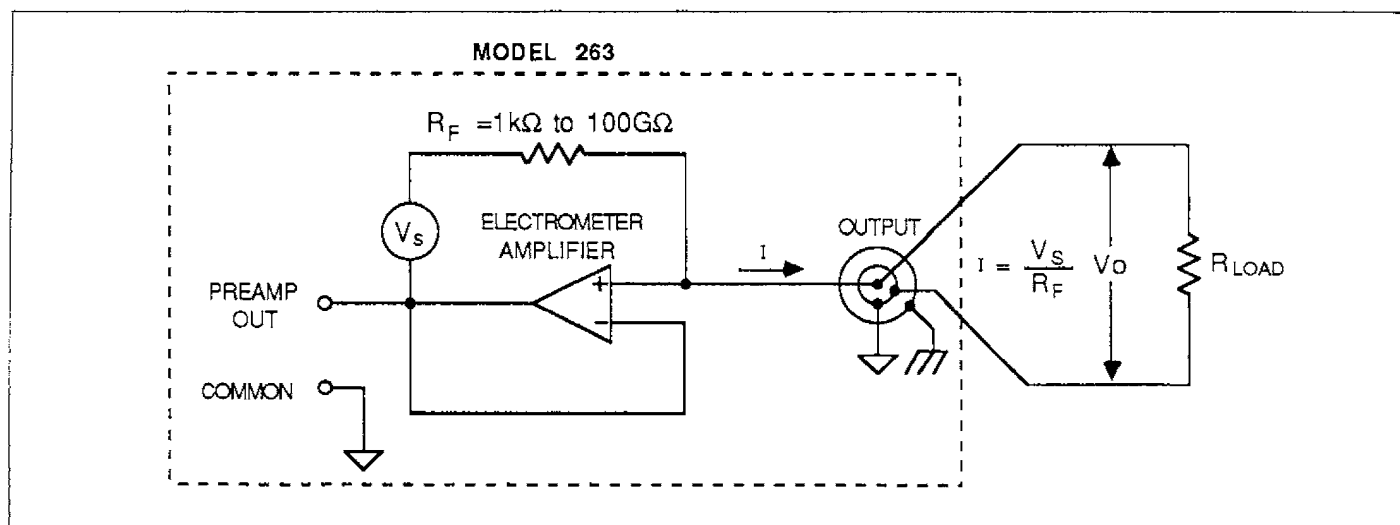 MODEL 263
R_F =1kΩ to 100GΩ
V_S
ELECTROMETER
AMPLIFIER
+
−
I
OUTPUT
PREAMP
OUT
COMMON
I = V_S / R_F
Vo
R_LOAD